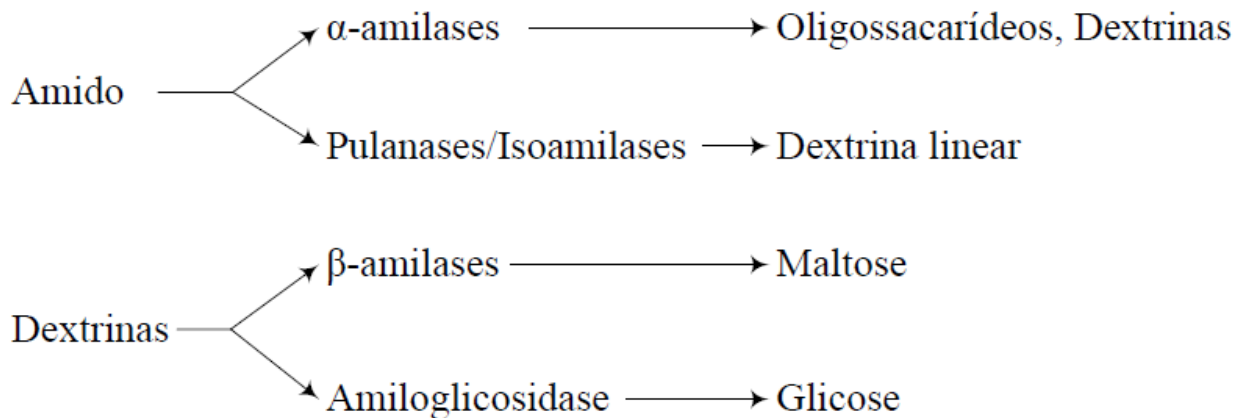 α-amilases Oligossacarídeos, Dextrinas
Amido
Pulanases/Isoamilases Dextrina linear
β-amilases Maltose
Dextrinas
Amiloglicosidase Glicose